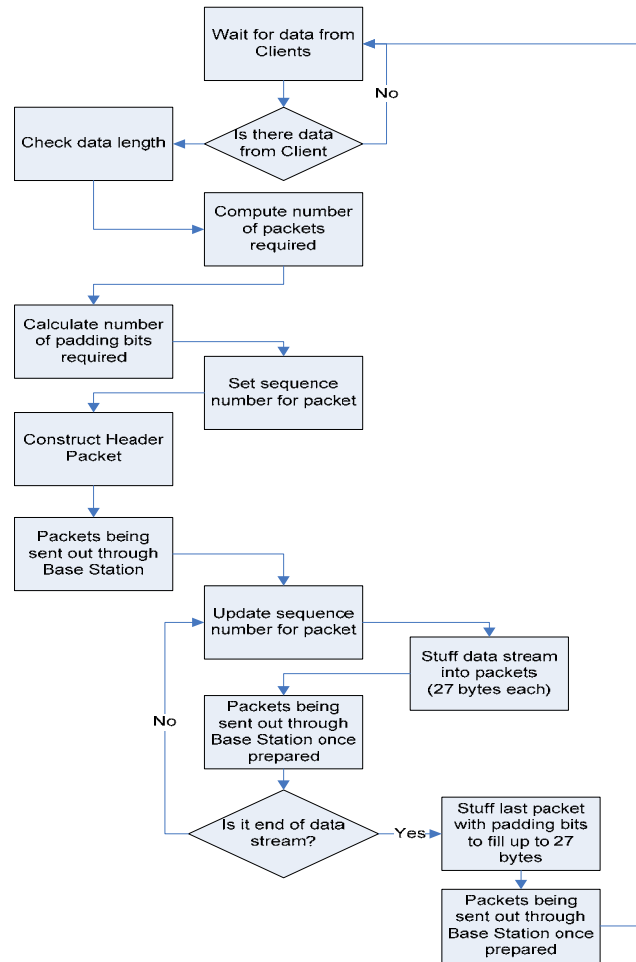 Wait for data from
Clients
No
Is there data
from Client
Check data length
Compute number
of packets
required
Calculate number
of padding bits
required
Set sequence
number for packet
Construct Header
Packet
Packets being
sent out through
Base Station
Update sequence
number for packet
Stuff data stream
into packets
(27 bytes each)
Packets being
sent out through
Base Station once
prepared
No
Is it end of data
stream?
Yes
Stuff last packet
with padding bits
to fill up to 27
bytes
Packets being
sent out through
Base Station once
prepared